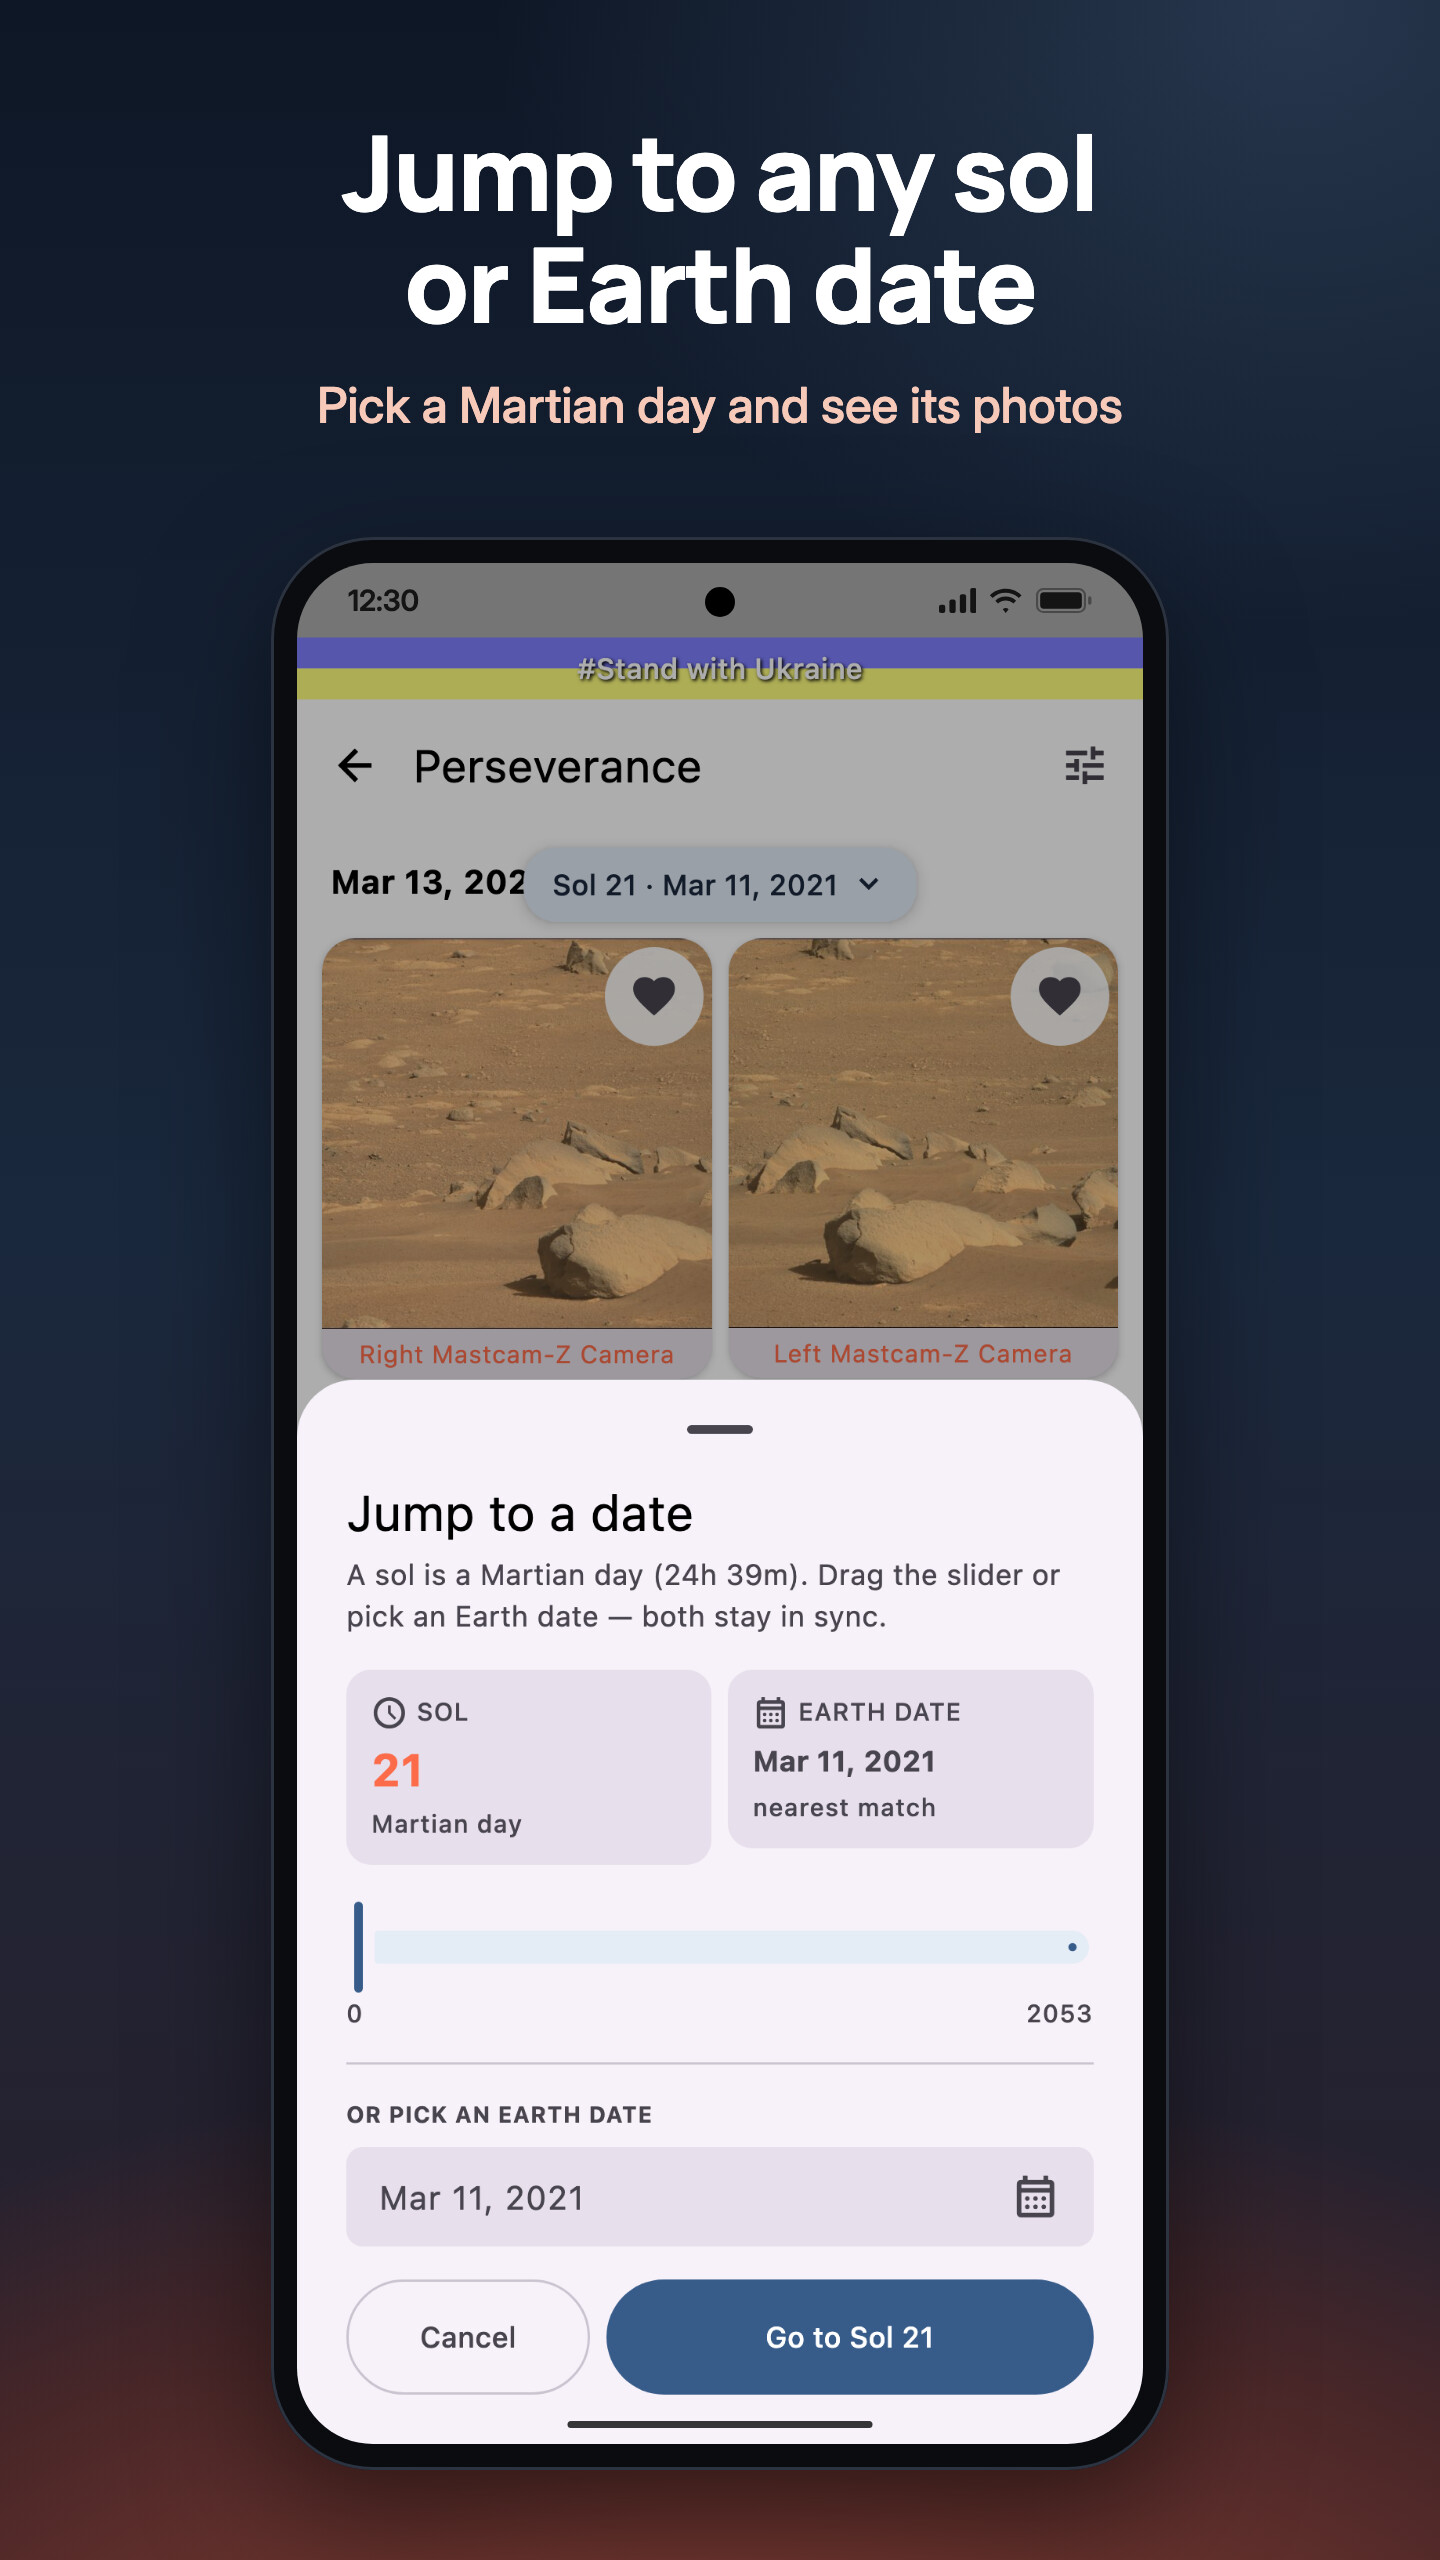 Jump to any sol
or Earth date
Pick a Martian day and see its photos
12:30
#Stand with Ukraine
Perseverance
Mar 13, 202
Sol 21 · Mar 11, 2021
Right Mastcam-Z Camera
Left Mastcam-Z Camera
Jump to a date
A sol is a Martian day (24h 39m). Drag the slider or
pick an Earth date — both stay in sync.
SOL
21
Martian day
EARTH DATE
Mar 11, 2021
nearest match
0
2053
OR PICK AN EARTH DATE
Mar 11, 2021
Cancel
Go to Sol 21